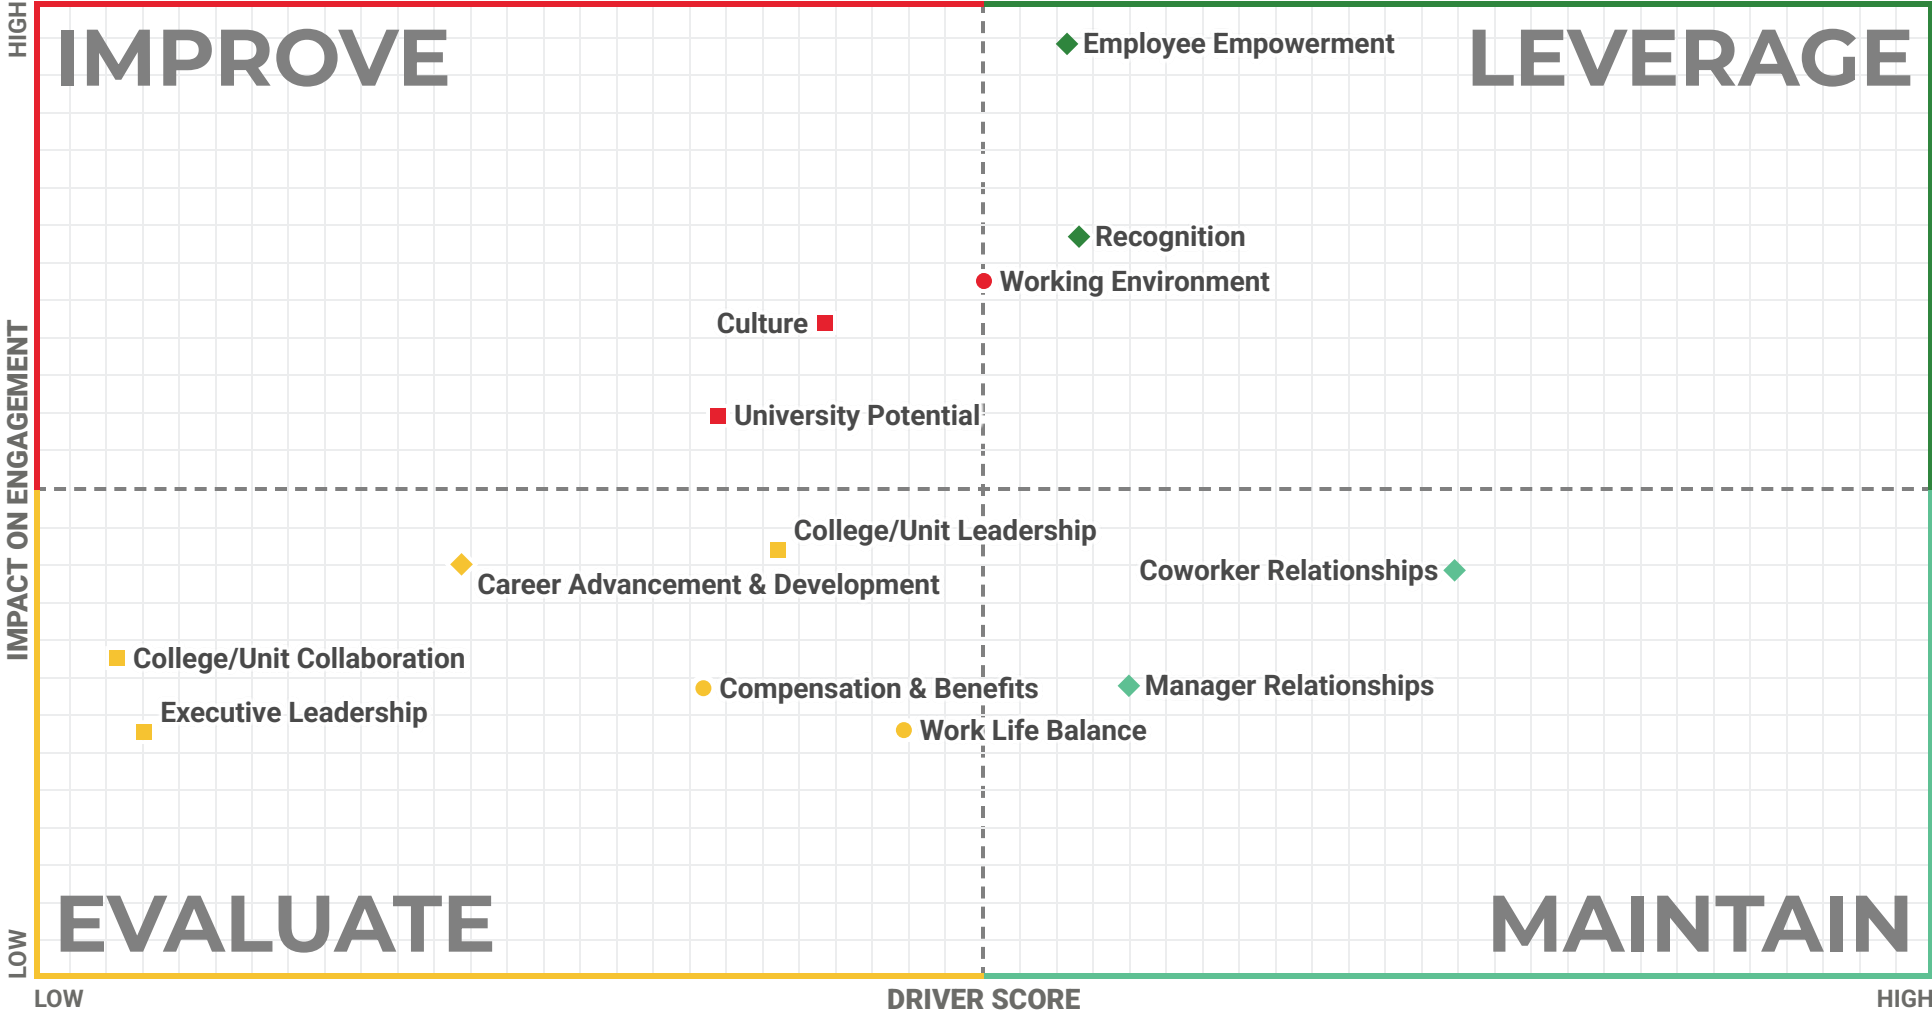 HIGH
IMPROVE
LEVERAGE
Employee Empowerment
Recognition
Working Environment
Culture
University Potential
IMPACT ON ENGAGEMENT
College/Unit Leadership
Career Advancement & Development
Coworker Relationships
College/Unit Collaboration
Compensation & Benefits
Manager Relationships
Executive Leadership
Work Life Balance
EVALUATE
MAINTAIN
LOW
LOW
DRIVER SCORE
HIGH